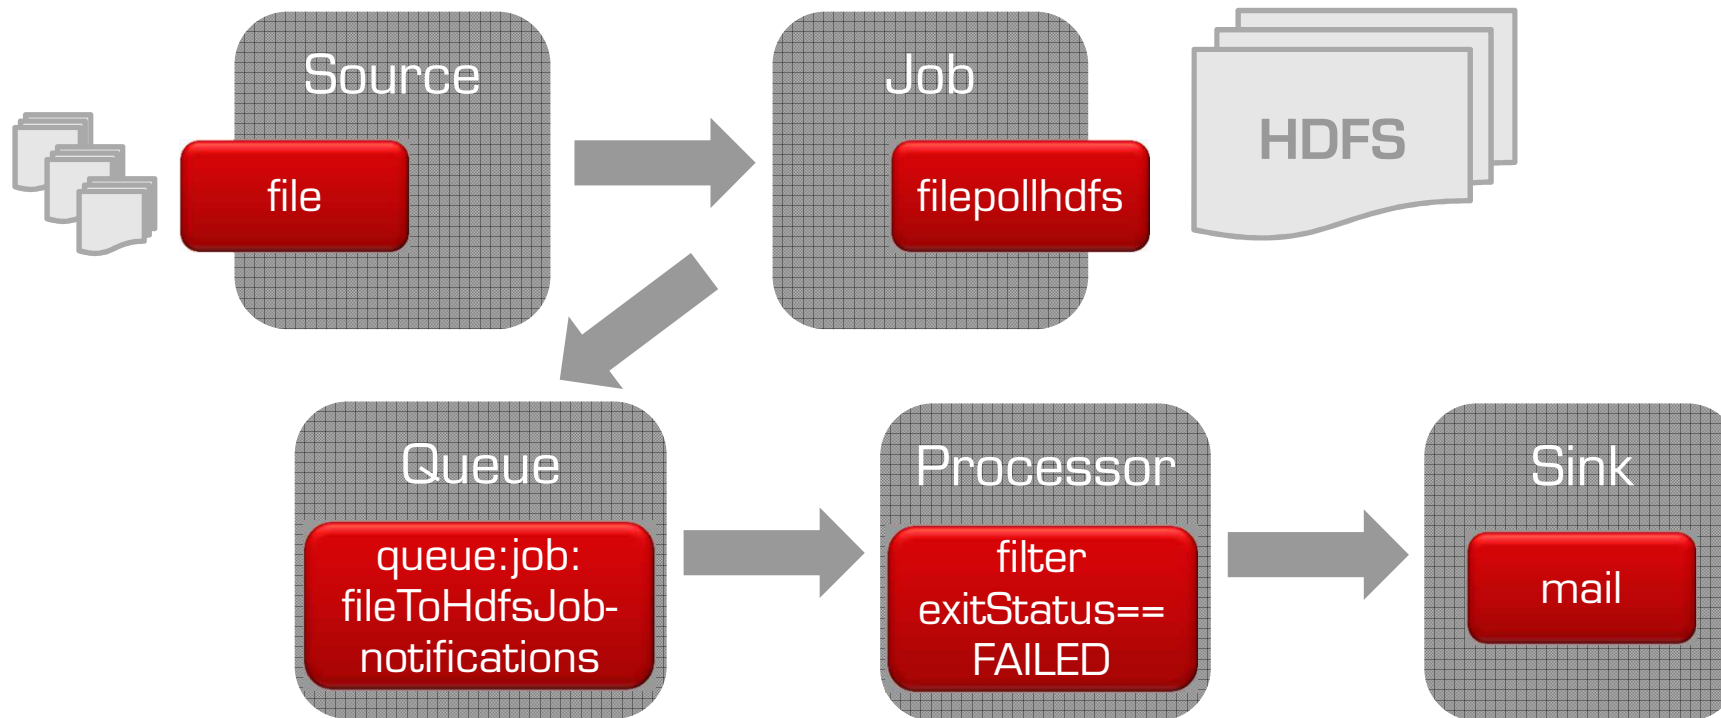 Source
file
Job
filepollhdfs
HDFS
Queue
queue:job:
fileToHdfsJob-
notifications
Processor
filter
exitStatus==
FAILED
Sink
mail